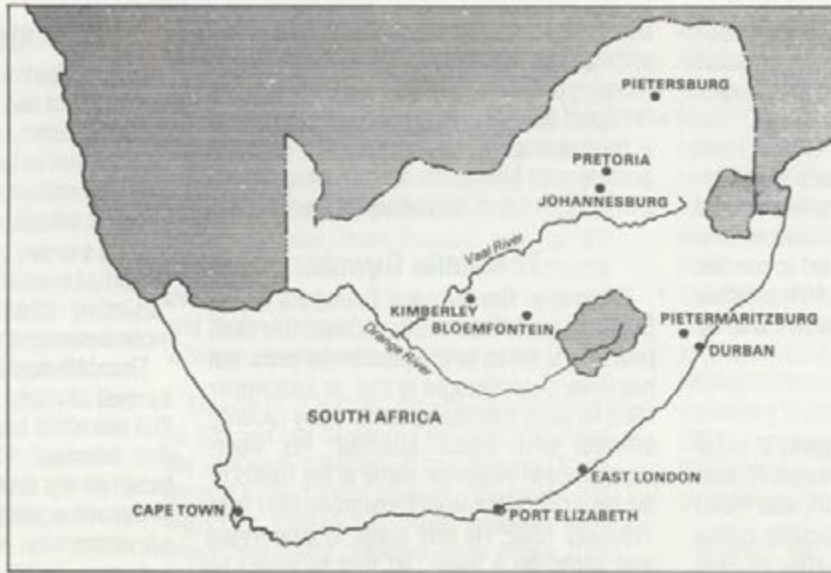 PIETERSBURG
PRETORIA
JOHANNESBURG
Vaal River
KIMBERLEY
BLOEMFONTEIN
PIETERMARITZBURG
DURBAN
Orange River
SOUTH AFRICA
EAST LONDON
CAPE TOWN
PORT ELIZABETH